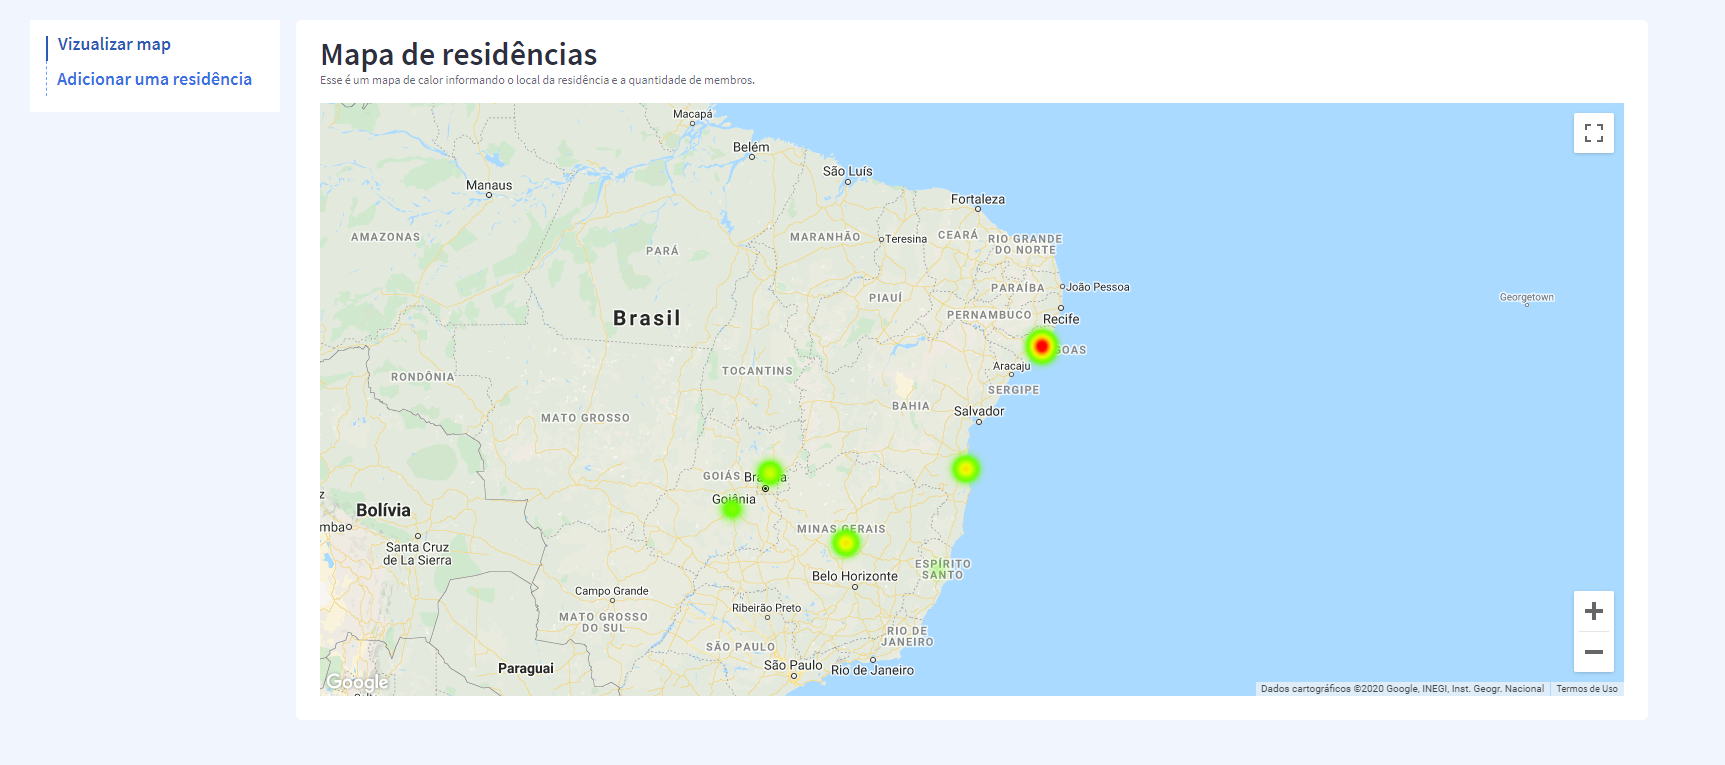 Vizualizar map
Adicionar uma residência
Mapa de residências
Esse é um mapa de calor informando o local da residência e a quantidade de membros.
Macapá
Belém
São Luís
Manaus
Fortaleza
AMAZONAS
PARÁ
MARANHÃO
Teresina
CEARÁ
RIO GRANDE
DO NORTE
PARAÍBA
João Pessoa
PIAUÍ
Georgetown
PERNAMBUCO
Brasil
Recife
GOAS
Aracaju
RONDÔNIA
TOCANTINS
SERGIPE
BAHIA
MATO GROSSO
Salvador
GOIÁS
Goiânia
Bolívia
mba
MINAS GERAIS
Santa Cruz
de La Sierra
ESPÍRITO
SANTO
Belo Horizonte
Campo Grande
Ribeirão Preto
MATO GROSSO
DO SUL
RIO DE
JANEIRO
SÃO PAULO
São Paulo
Rio de Janeiro
Paraguai
Google
Dados cartográficos ©2020 Google, INEGI, Inst. Geogr. Nacional
Termos de Uso